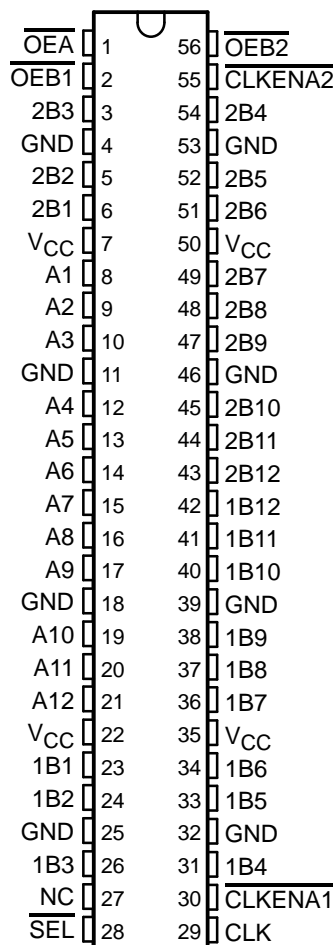 OEA 1 56 OEB2
OEB1 2 55 CLKENA2
2B3 3 54 2B4
GND 4 53 GND
2B2 5 52 2B5
2B1 6 51 2B6
VCC 7 50 VCC
A1 8 49 2B7
A2 9 48 2B8
A3 10 47 2B9
GND 11 46 GND
A4 12 45 2B10
A5 13 44 2B11
A6 14 43 2B12
A7 15 42 1B12
A8 16 41 1B11
A9 17 40 1B10
GND 18 39 GND
A10 19 38 1B9
A11 20 37 1B8
A12 21 36 1B7
VCC 22 35 VCC
1B1 23 34 1B6
1B2 24 33 1B5
GND 25 32 GND
1B3 26 31 1B4
NC 27 30 CLKENA1
SEL 28 29 CLK